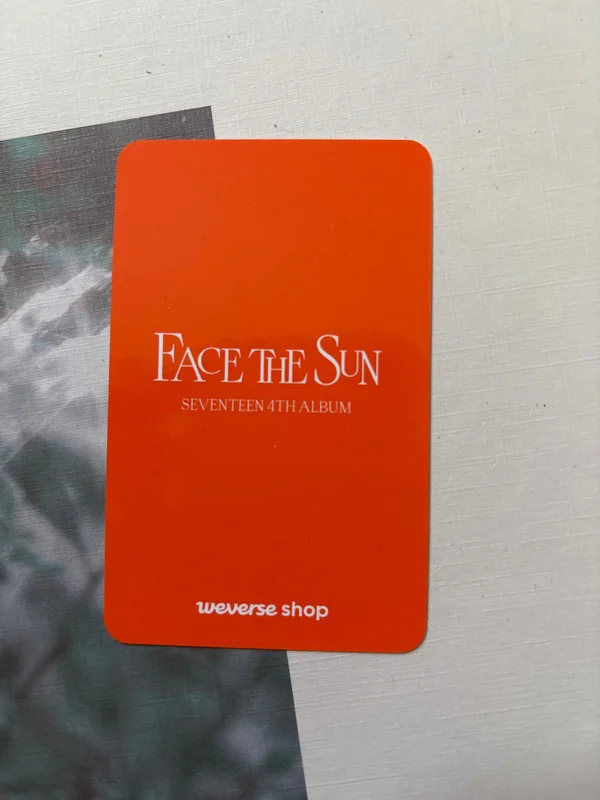 FACE THE SUN
SEVENTEEN 4TH ALBUM
weverse shop